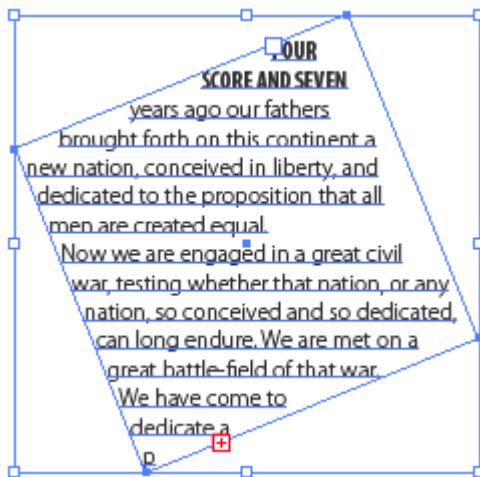 FOUR
SCORE AND SEVEN
years ago our fathers
brought forth on this continent a
new nation, conceived in liberty, and
dedicated to the proposition that all
men are created equal.
Now we are engaged in a great civil
war, testing whether that nation, or any
nation, so conceived and so dedicated,
can long endure. We are met on a
great battle-field of that war.
We have come to
dedicate a
p